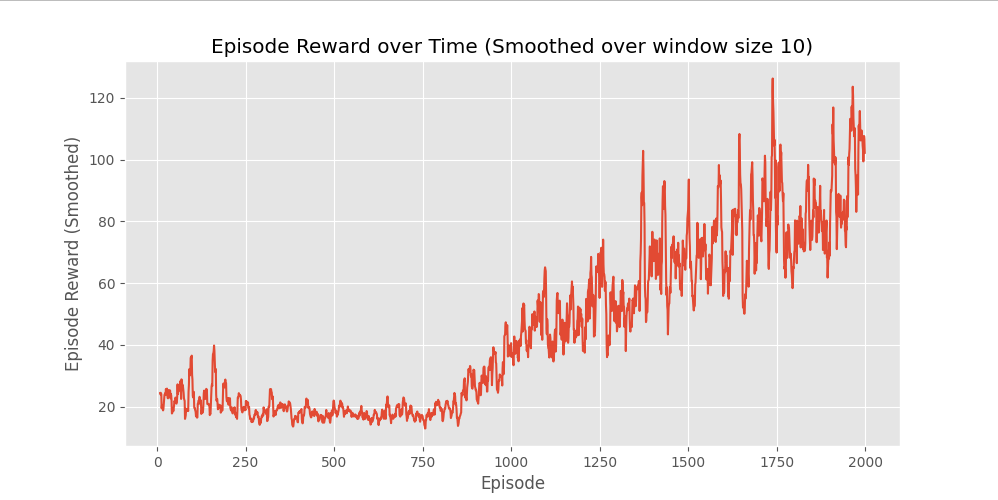 Episode Reward over Time (Smoothed over window size 10)
120
100
80
60
40
20
Episode Reward (Smoothed)
0 250 500 750 1000 1250 1500 1750 2000
Episode